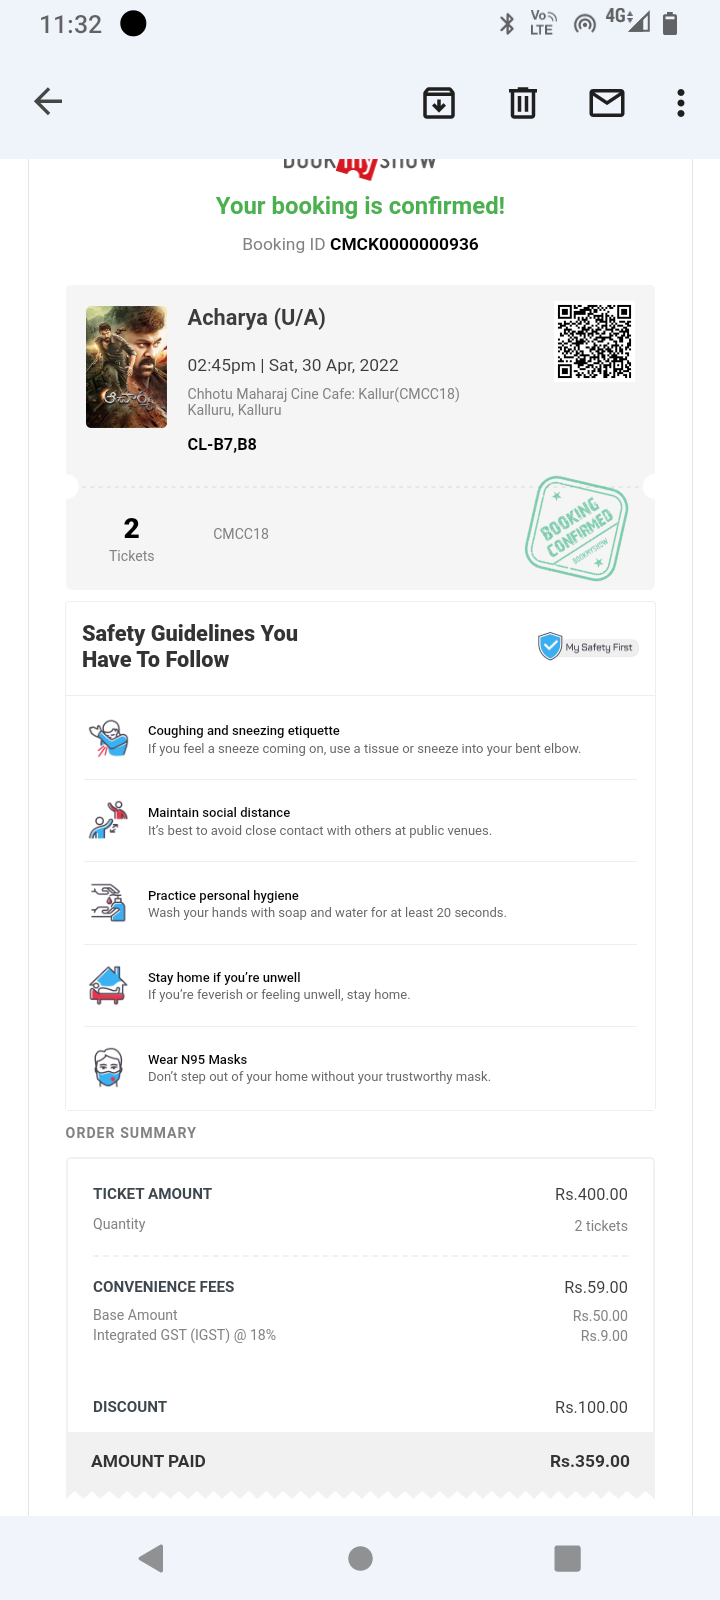 11:32
Vo
LTE
4G
BOOK my SHOW
Your booking is confirmed!
Booking ID CMCK0000000936
ఆచార్య
Acharya (U/A)
02:45pm | Sat, 30 Apr, 2022
Chhotu Maharaj Cine Cafe: Kallur(CMCC18)
Kalluru, Kalluru
CL-B7,B8
2
Tickets
CMCC18
BOOKING
CONFIRMED
BOOKMYSHOW
Safety Guidelines You
Have To Follow
My Safety First
Coughing and sneezing etiquette
If you feel a sneeze coming on, use a tissue or sneeze into your bent elbow.
Maintain social distance
It's best to avoid close contact with others at public venues.
Practice personal hygiene
Wash your hands with soap and water for at least 20 seconds.
Stay home if you're unwell
If you're feverish or feeling unwell, stay home.
Wear N95 Masks
Don't step out of your home without your trustworthy mask.
ORDER SUMMARY
TICKET AMOUNT Rs.400.00
Quantity 2 tickets
CONVENIENCE FEES Rs.59.00
Base Amount Rs.50.00
Integrated GST (IGST) @ 18% Rs.9.00
DISCOUNT Rs.100.00
AMOUNT PAID Rs.359.00